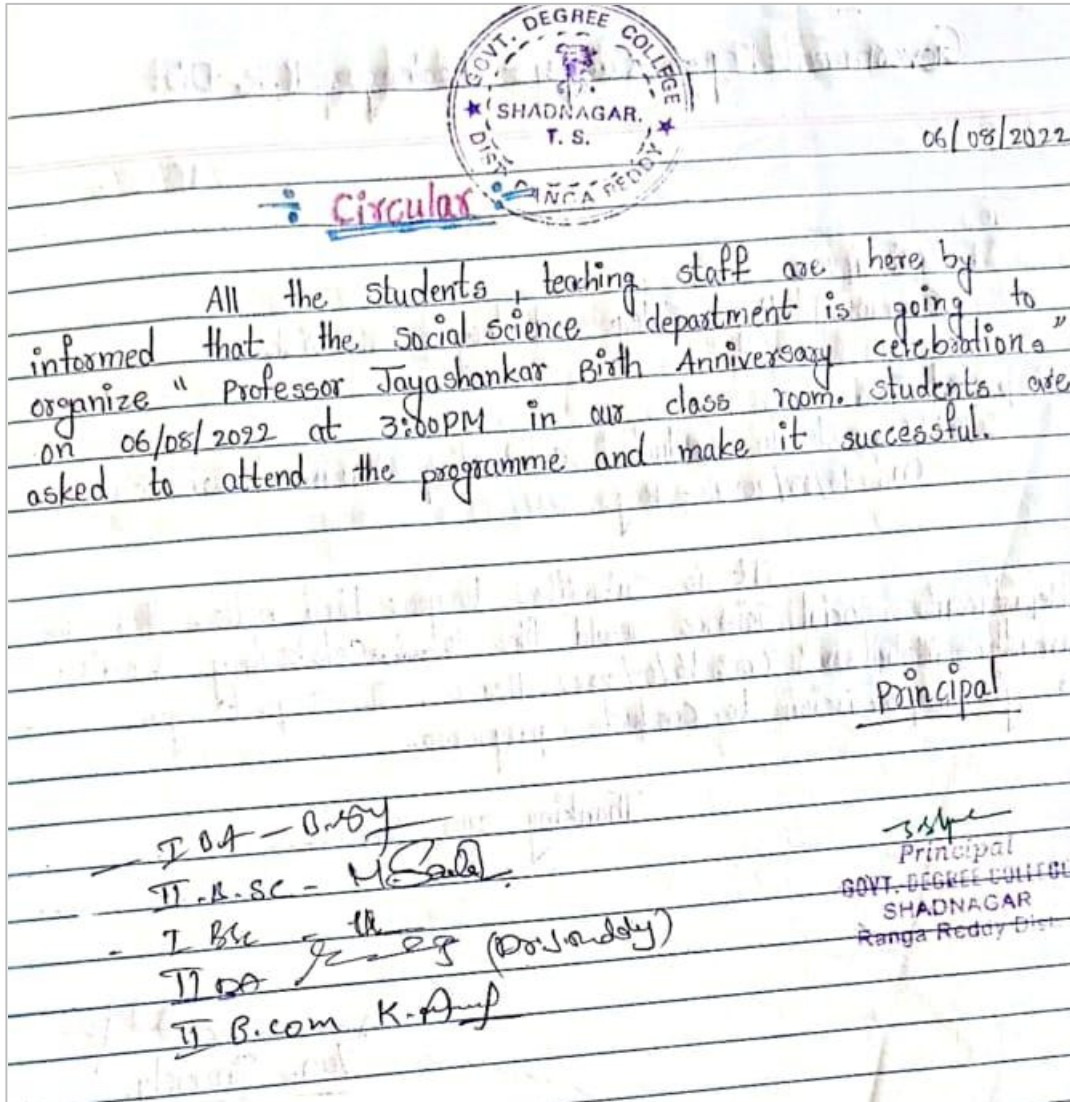 GOVT. DEGREE COLLEGE
SHADNAGAR.
T. S.
DIST. RANGA REDDY
06/08/2022
Circular
All the students, teaching staff are here by
informed that the social science department is going to
organize " Professor Jayashankar Birth Anniversary celebrations"
on 06/08/2022 at 3:00PM in our class room. students are
asked to attend the programme and make it successful.
Principal
I BA -
II B.SC - M.
I BSc -
II BA
II B.com K.
Principal
GOVT. DEGREE COLLEGE
SHADNAGAR
Ranga Reddy Dist.